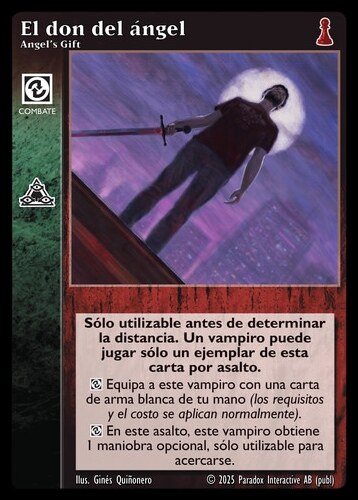 El don del ángel
Angel's Gift
COMBATE
Sólo utilizable antes de determinar
la distancia. Un vampiro puede
jugar sólo un ejemplar de esta
carta por asalto.
Equipa a este vampiro con una carta
de arma blanca de tu mano (los requisitos
y el costo se aplican normalmente).
En este asalto, este vampiro obtiene
1 maniobra opcional, sólo utilizable para
acercarse.
Ilus. Ginés Quiñonero
© 2025 Paradox Interactive AB (publ)